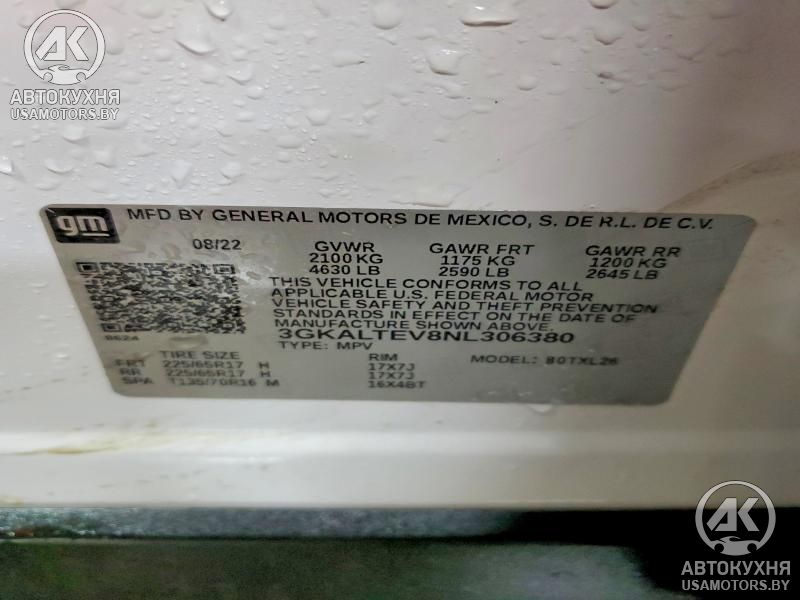 AK
АВТОКУХНЯ
USAMOTORS.BY
gm MFD BY GENERAL MOTORS DE MEXICO, S. DE R.L. DE C.V.
08/22 GVWR GAWR FRT GAWR RR
2100 KG 1175 KG 1200 KG
4630 LB 2590 LB 2645 LB
THIS VEHICLE CONFORMS TO ALL
APPLICABLE U.S. FEDERAL MOTOR
VEHICLE SAFETY AND THEFT PREVENTION
STANDARDS IN EFFECT ON THE DATE OF
MANUFACTURE SHOWN ABOVE.
8624 3GKALTEV8NL306380
TYPE: MPV MODEL: 80TXL26
TIRE SIZE RIM
FRT 225/65R17 H 17X7J
RR 225/65R17 H 17X7J
SPA T135/70R16 M 16X4BT
AK
АВТОКУХНЯ
USAMOTORS.BY